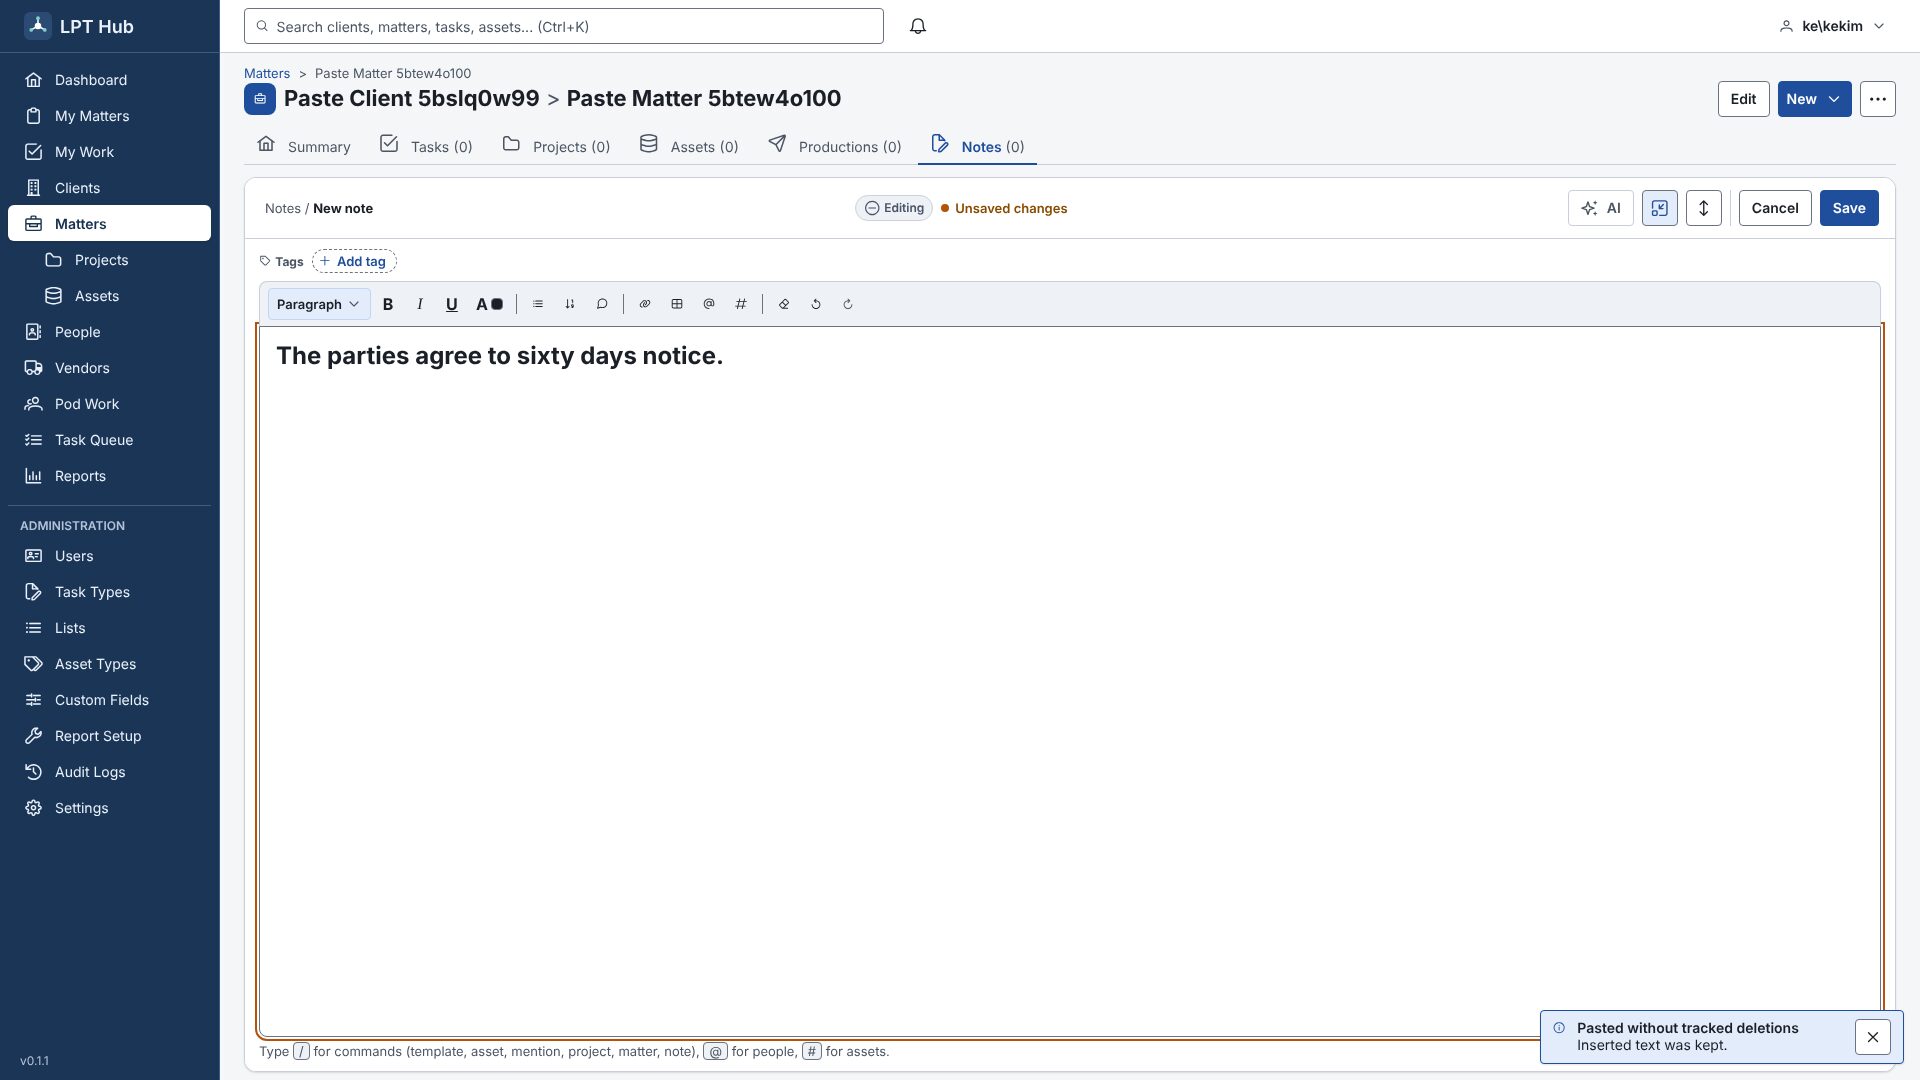 LPT Hub
Search clients, matters, tasks, assets... (Ctrl+K)
ke\kekim
Dashboard
My Matters
My Work
Clients
Matters
Projects
Assets
People
Vendors
Pod Work
Task Queue
Reports
ADMINISTRATION
Users
Task Types
Lists
Asset Types
Custom Fields
Report Setup
Audit Logs
Settings
v0.1.1
Matters > Paste Matter 5btew4o100
Paste Client 5bslq0w99 > Paste Matter 5btew4o100
Edit
New
Summary
Tasks (0)
Projects (0)
Assets (0)
Productions (0)
Notes (0)
Notes / New note
Editing
Unsaved changes
AI
Cancel
Save
Tags
+ Add tag
Paragraph
B I U A
@ #
The parties agree to sixty days notice.
Type / for commands (template, asset, mention, project, matter, note), @ for people, # for assets.
Pasted without tracked deletions
Inserted text was kept.